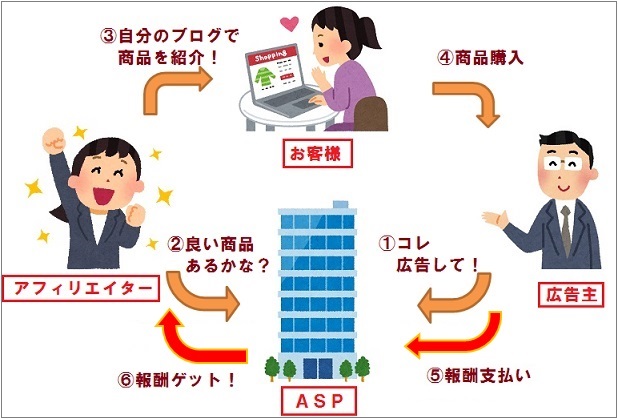 ③自分のブログで
商品を紹介！
Shopping
④商品購入
お客様
②良い商品
あるかな？
①コレ
広告して！
アフィリエイター
広告主
⑥報酬ゲット！
⑤報酬支払い
ＡＳＰ